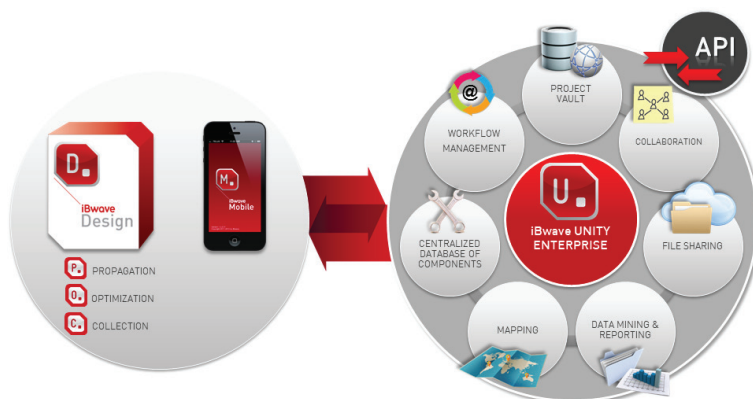 D.
iBwave
Design
M.
iBwave
Mobile
P. PROPAGATION
O. OPTIMIZATION
C. COLLECTION
API
PROJECT
VAULT
@
WORKFLOW
MANAGEMENT
COLLABORATION
U.
iBwave UNITY
ENTERPRISE
CENTRALIZED
DATABASE OF
COMPONENTS
FILE SHARING
MAPPING
DATA MINING &
REPORTING